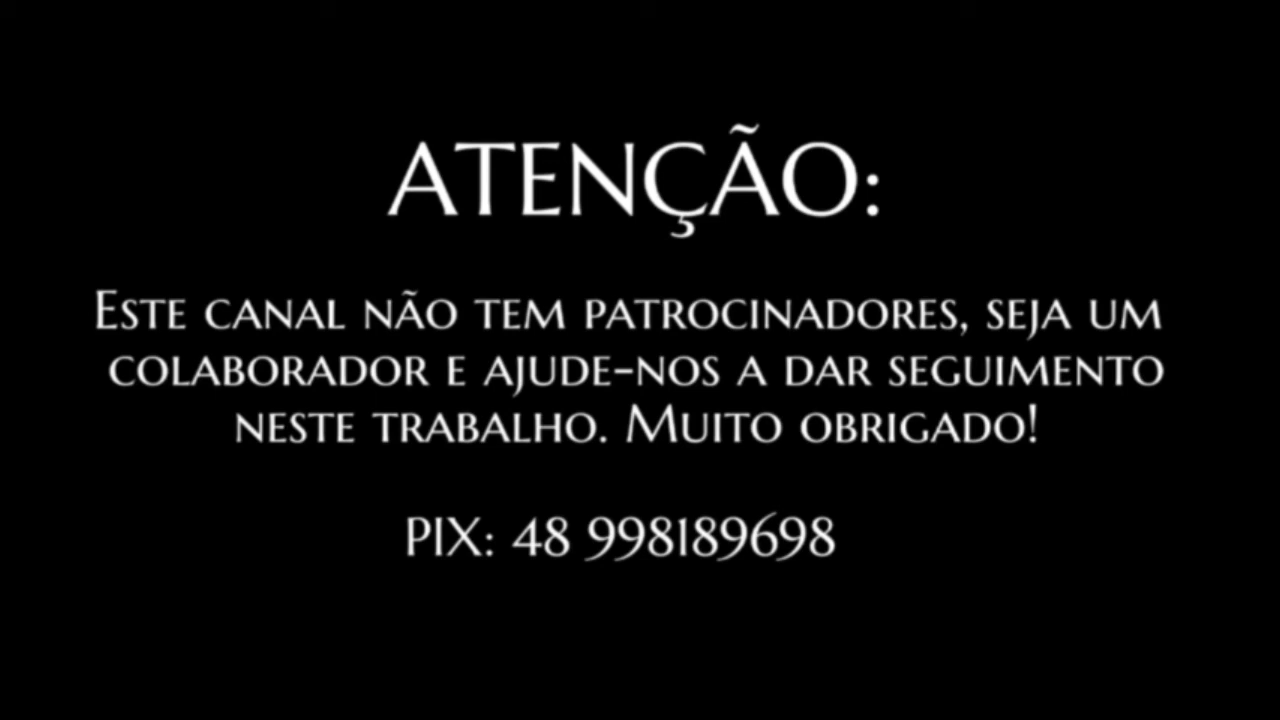 ATENÇÃO:
Este canal não tem patrocinadores, seja um
colaborador e ajude-nos a dar seguimento
neste trabalho. Muito obrigado!
PIX: 48 998189698